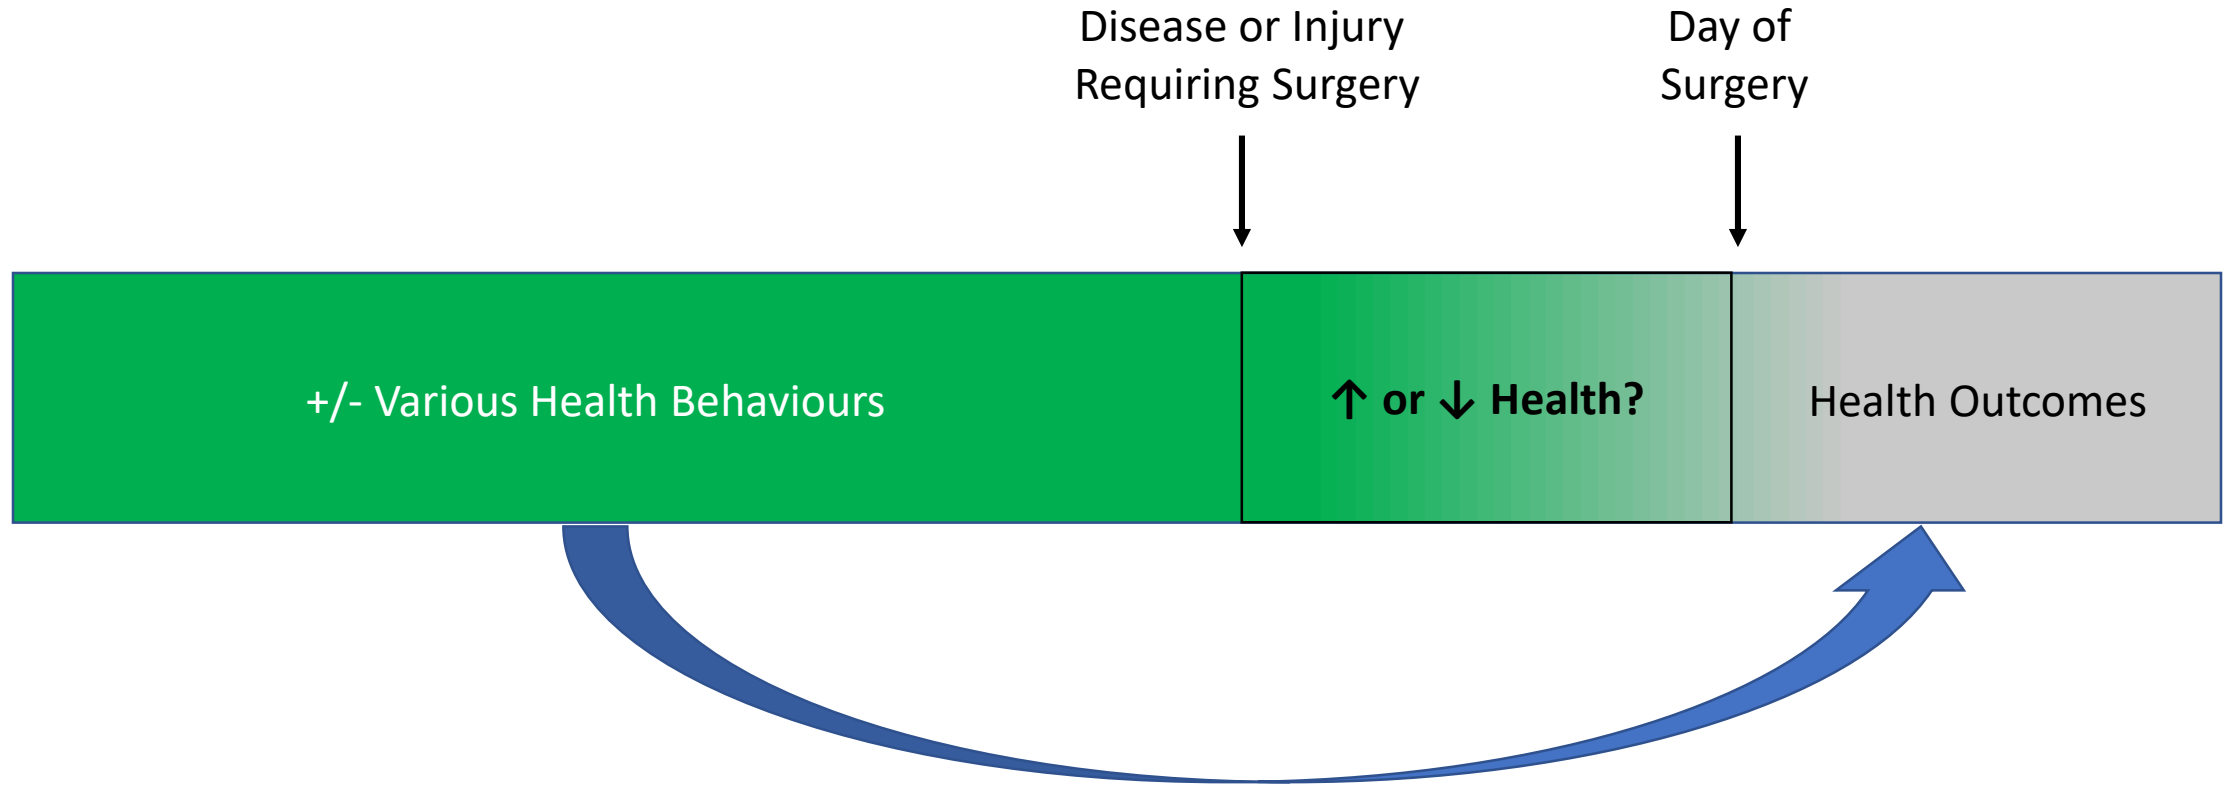 Disease or Injury
Requiring Surgery
Day of
Surgery
+/- Various Health Behaviours
↑ or ↓ Health?
Health Outcomes